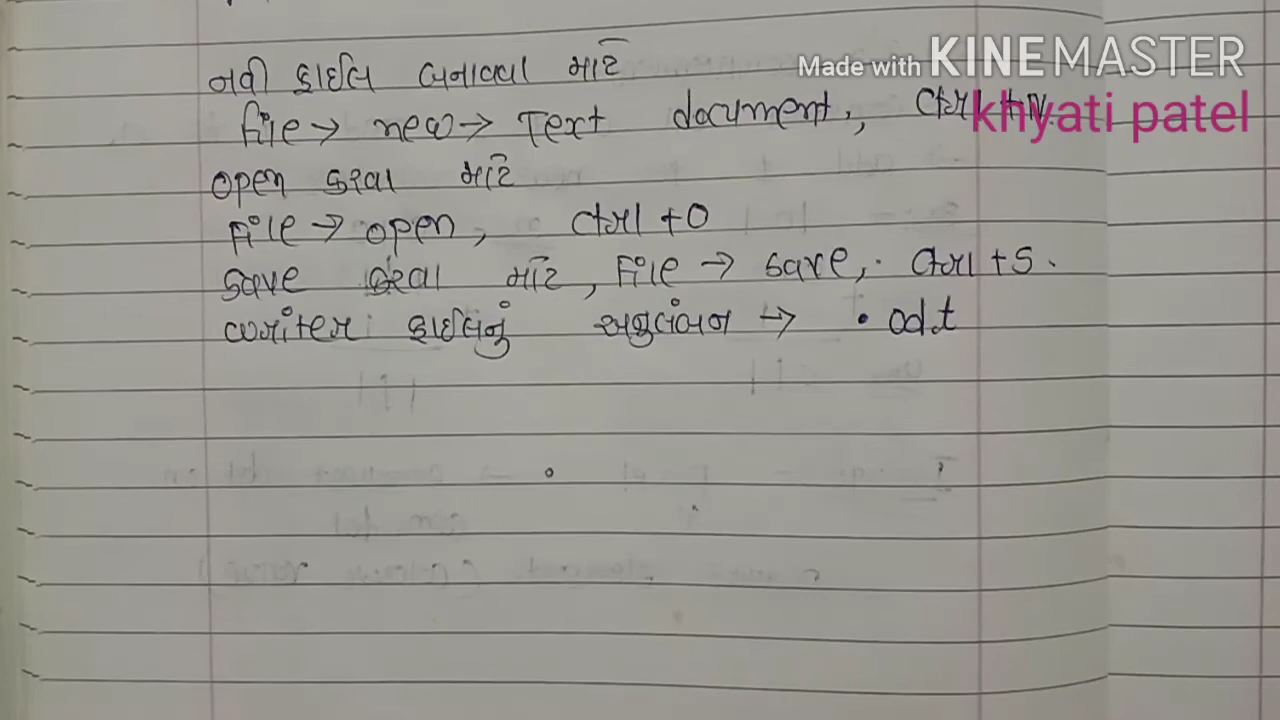 Made with KINEMASTER
khyati patel
નવી ફાઈલ બનાવવા માટે
File → new → Text document, Ctrl + N.
open કરવા માટે
File → open, Ctrl + O
save કરવા માટે, File → save, Ctrl + S.
writer ફાઈલનું અનુલંબન → .odt